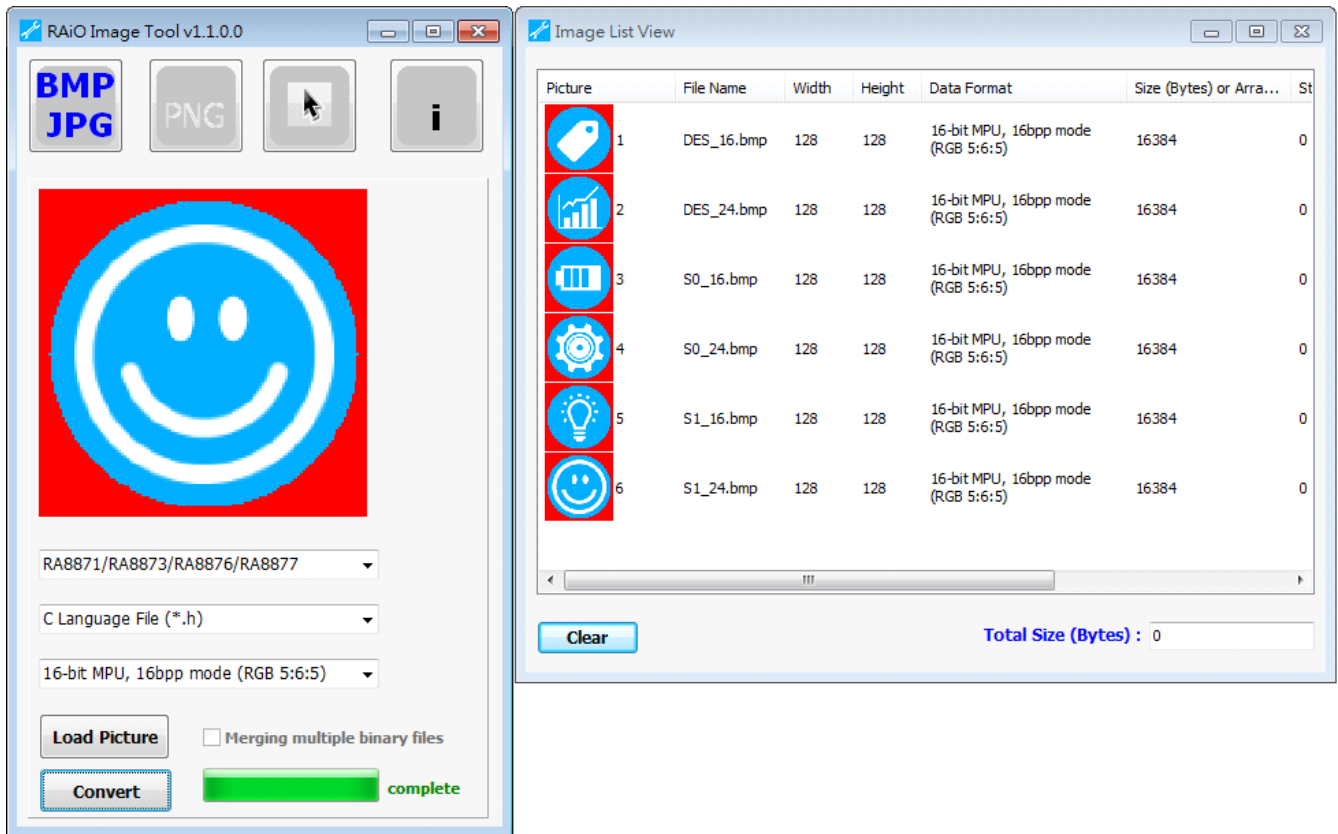 RAiO Image Tool v1.1.0.0
BMP
JPG
PNG
i
RA8871/RA8873/RA8876/RA8877
C Language File (*.h)
16-bit MPU, 16bpp mode (RGB 5:6:5)
Load Picture
Merging multiple binary files
Convert
complete
Image List View
Picture File Name Width Height Data Format Size (Bytes) or Arra... St
1 DES_16.bmp 128 128 16-bit MPU, 16bpp mode (RGB 5:6:5) 16384 0
2 DES_24.bmp 128 128 16-bit MPU, 16bpp mode (RGB 5:6:5) 16384 0
3 S0_16.bmp 128 128 16-bit MPU, 16bpp mode (RGB 5:6:5) 16384 0
4 S0_24.bmp 128 128 16-bit MPU, 16bpp mode (RGB 5:6:5) 16384 0
5 S1_16.bmp 128 128 16-bit MPU, 16bpp mode (RGB 5:6:5) 16384 0
6 S1_24.bmp 128 128 16-bit MPU, 16bpp mode (RGB 5:6:5) 16384 0
Clear
Total Size (Bytes) : 0